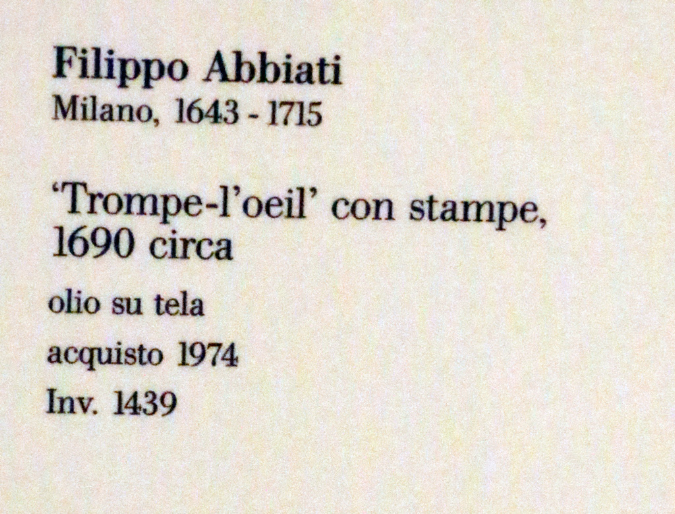 Filippo Abbiati
Milano, 1643 - 1715
‘Trompe-l’oeil’ con stampe,
1690 circa
olio su tela
acquisto 1974
Inv. 1439